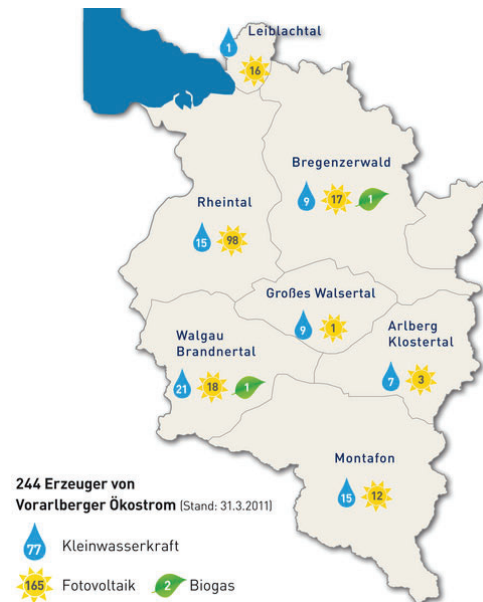 Leiblachtal
1
16
Bregenzerwald
9 17 1
Rheintal
15 98
Großes Walsertal
9 1
Arlberg
Klostertal
7 3
Walgau
Brandnertal
21 18 1
Montafon
15 12
244 Erzeuger von
Vorarlberger Ökostrom (Stand: 31.3.2011)
77 Kleinwasserkraft
165 Fotovoltaik 2 Biogas